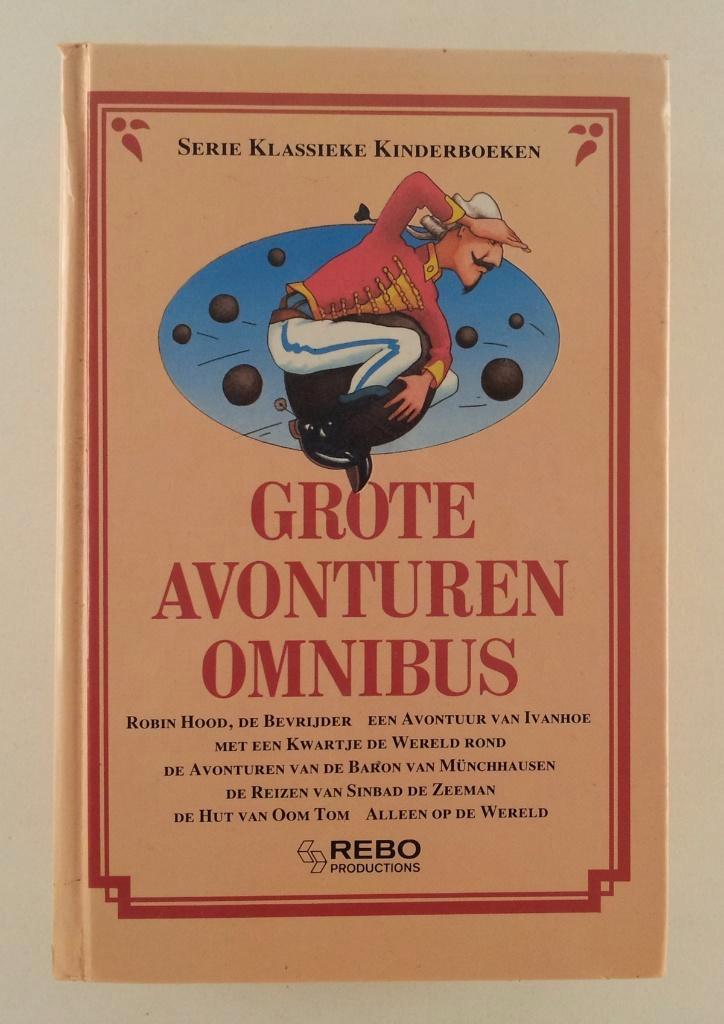 SERIE KLASSIEKE KINDERBOEKEN
GROTE
AVONTUREN
OMNIBUS
ROBIN HOOD, DE BEVRIJDER EEN AVONTUUR VAN IVANHOE
MET EEN KWARTJE DE WERELD ROND
DE AVONTUREN VAN DE BARON VAN MÜNCHHAUSEN
DE REIZEN VAN SINBAD DE ZEEMAN
DE HUT VAN OOM TOM ALLEEN OP DE WERELD
REBO
PRODUCTIONS